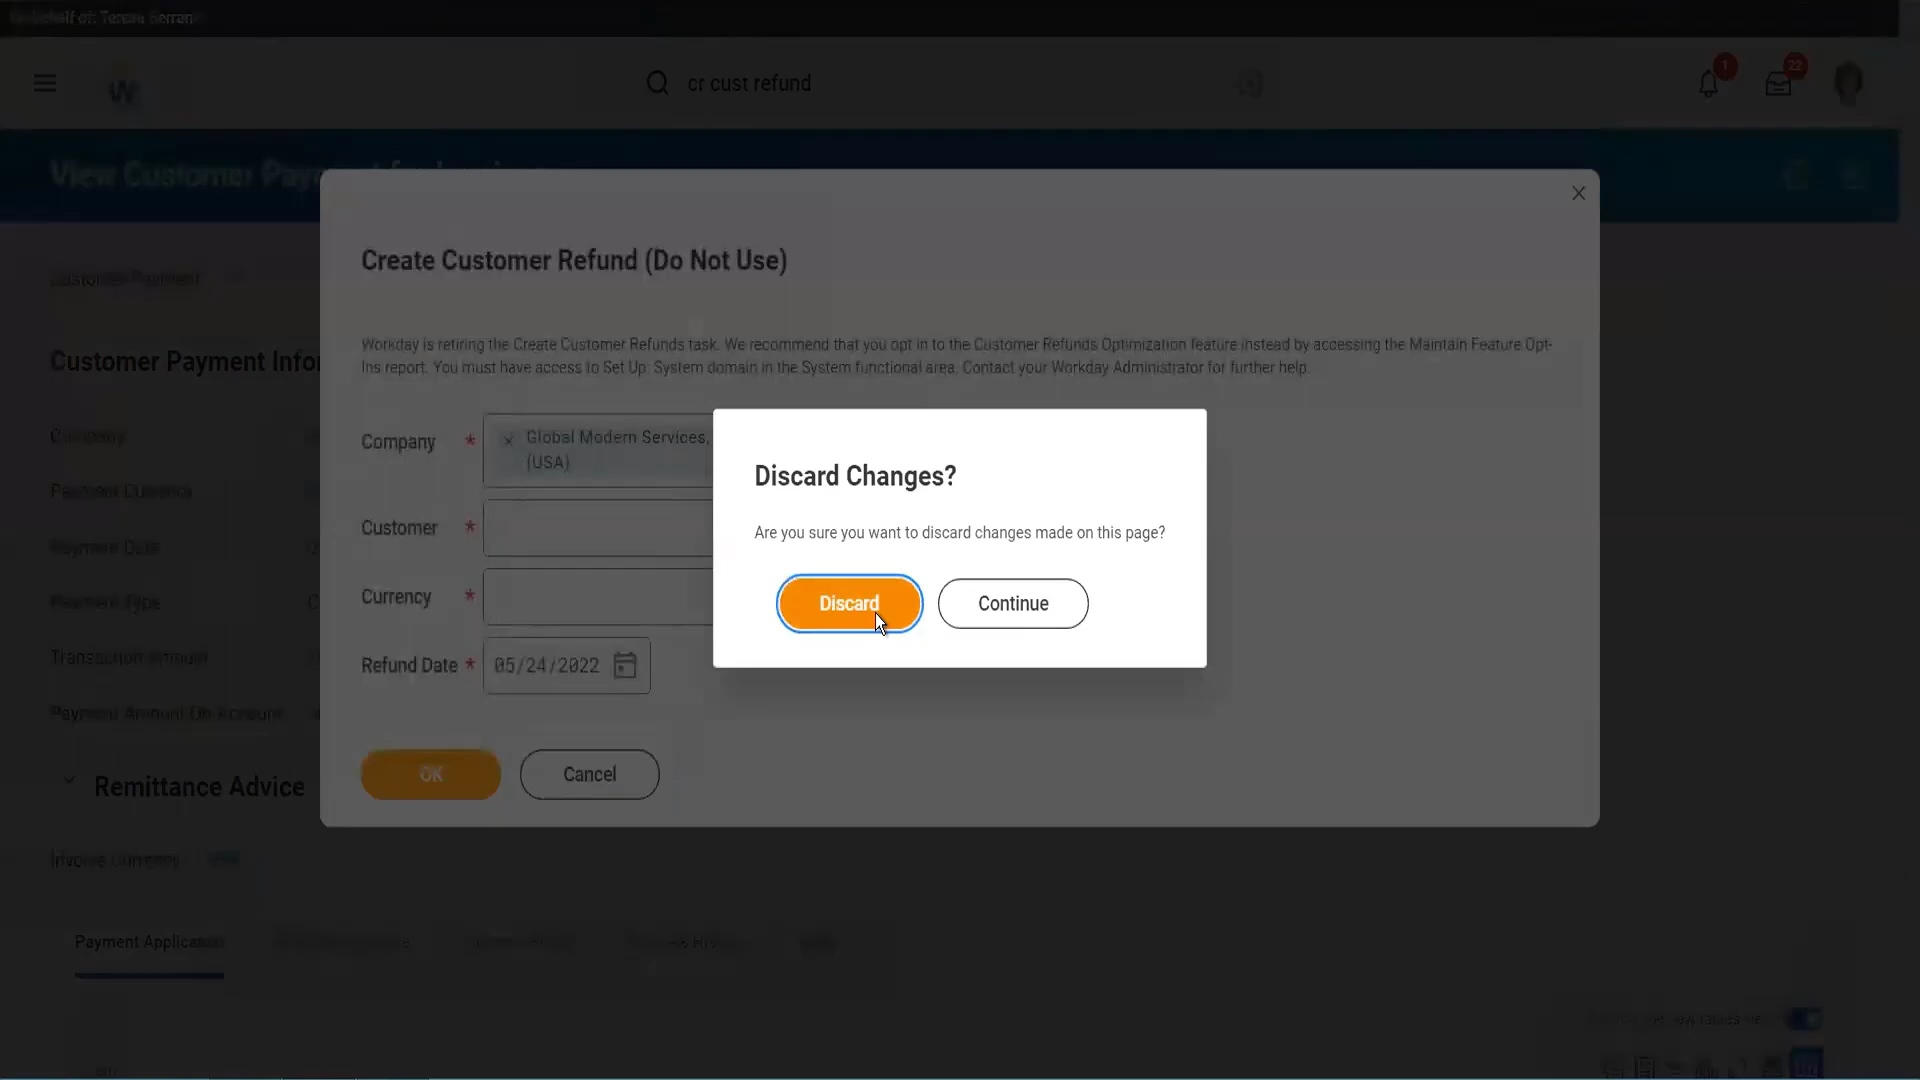 cr cust refund
1
22
View Customer Payment for Invoice
Create Customer Refund (Do Not Use)
Customer Payment
Workday is retiring the Create Customer Refunds task. We recommend that you opt in to the Customer Refunds Optimization feature instead by accessing the Maintain Feature Opt-
Ins report. You must have access to Set Up: System domain in the System functional area. Contact your Workday Administrator for further help.
Customer Payment Infor
Company
Payment Currency
Payment Date
Payment Type
Transaction Amount
Payment Amount On Account
Company *
Global Modern Services,
(USA)
Customer *
Currency *
Refund Date *
05/24/2022
OK
Cancel
Discard Changes?
Are you sure you want to discard changes made on this page?
Discard
Continue
Remittance Advice
Invoice Currency
Payment Application